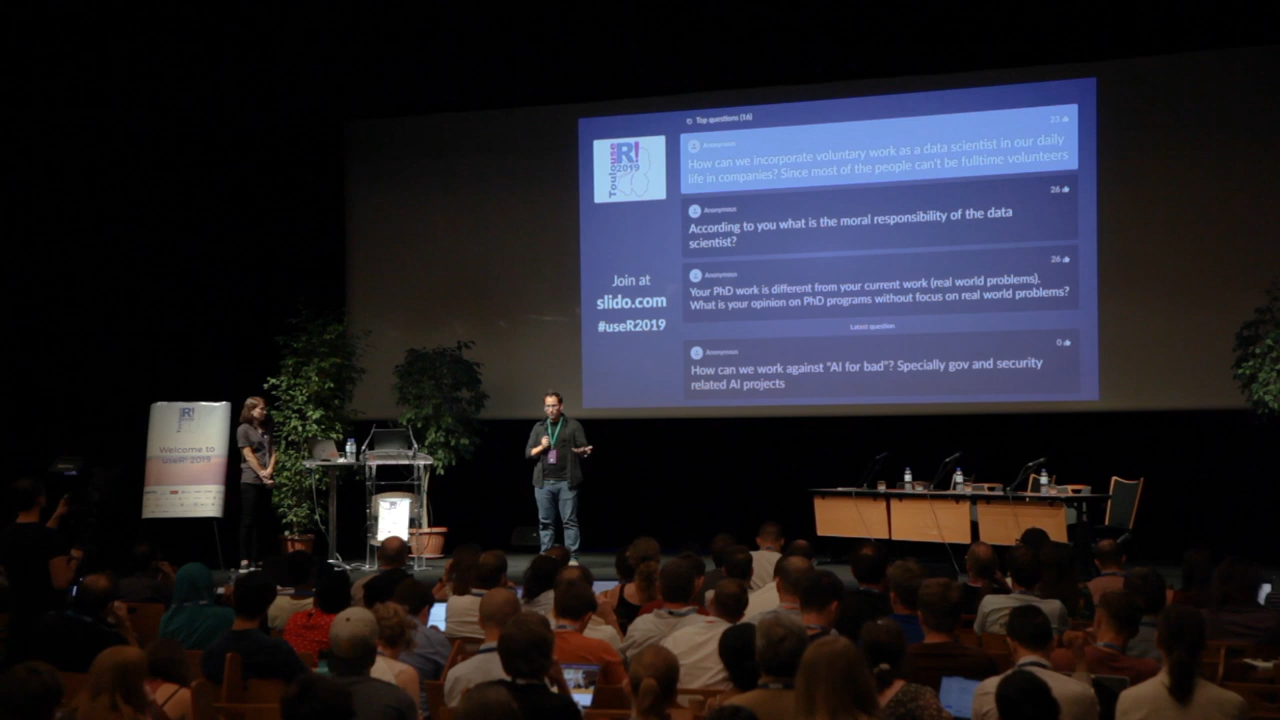 Top questions (16)
Anonymous
23
How can we incorporate voluntary work as a data scientist in our daily
life in companies? Since most of the people can't be fulltime volunteers
26
Anonymous
According to you what is the moral responsibility of the data
scientist?
26
Anonymous
Your PhD work is different from your current work (real world problems).
What is your opinion on PhD programs without focus on real world problems?
Latest question
0
Anonymous
How can we work against "AI for bad"? Specially gov and security
related AI projects
Toulouse
R!
2019
Join at
slido.com
#useR2019
R!
Welcome to
useR! 2019
R!